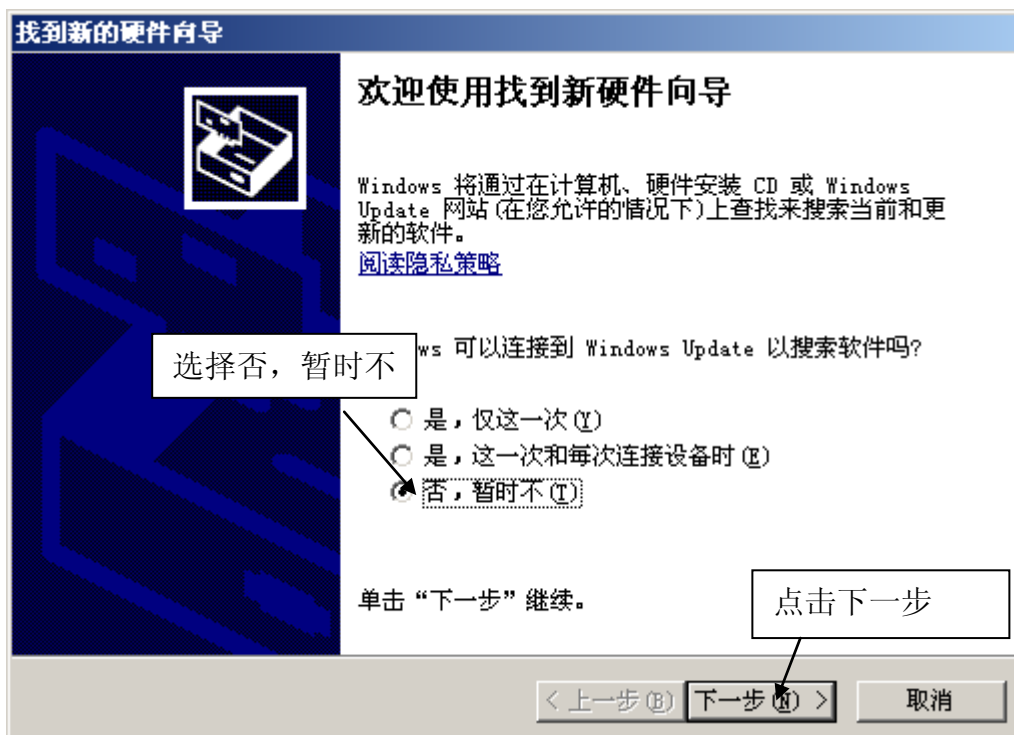 找到新的硬件向导
欢迎使用找到新硬件向导
Windows 将通过在计算机、硬件安装 CD 或 Windows
Update 网站(在您允许的情况下)上查找来搜索当前和更
新的软件。
阅读隐私策略
ws 可以连接到 Windows Update 以搜索软件吗?
选择否，暂时不
是，仅这一次(Y)
是，这一次和每次连接设备时(E)
否，暂时不(T)
单击“下一步”继续。
点击下一步
< 上一步(B)
下一步(N) >
取消